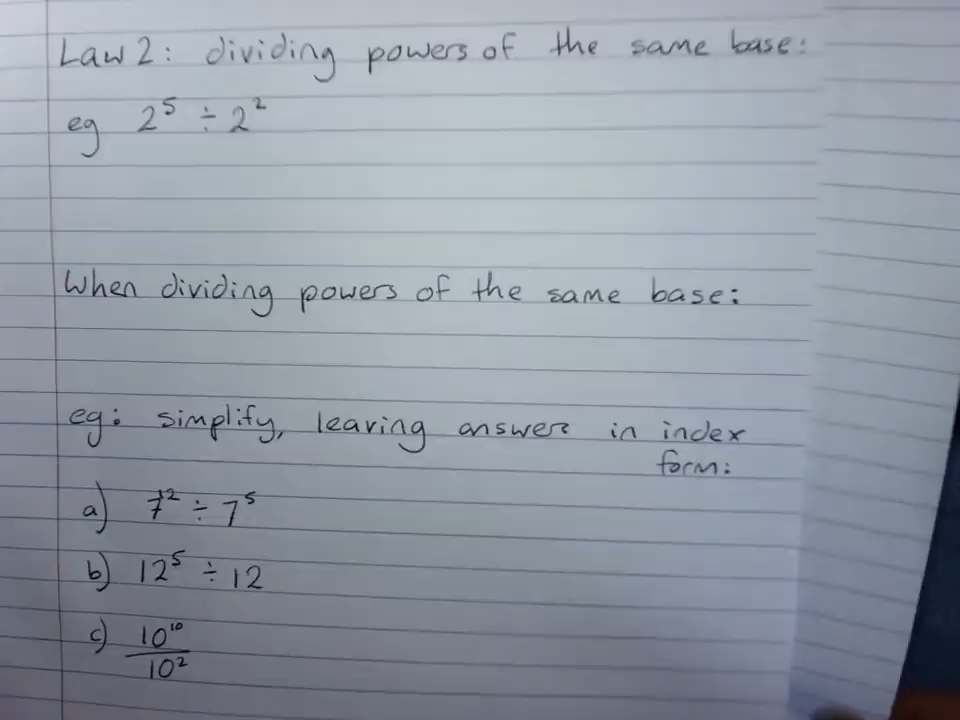 Law 2: dividing powers of the same base:
eg 2⁵ ÷ 2²
When dividing powers of the same base:
eg: simplify, leaving answer in index
form:
a) 7² ÷ 7⁵
b) 12⁵ ÷ 12
c) 10¹⁰
10²